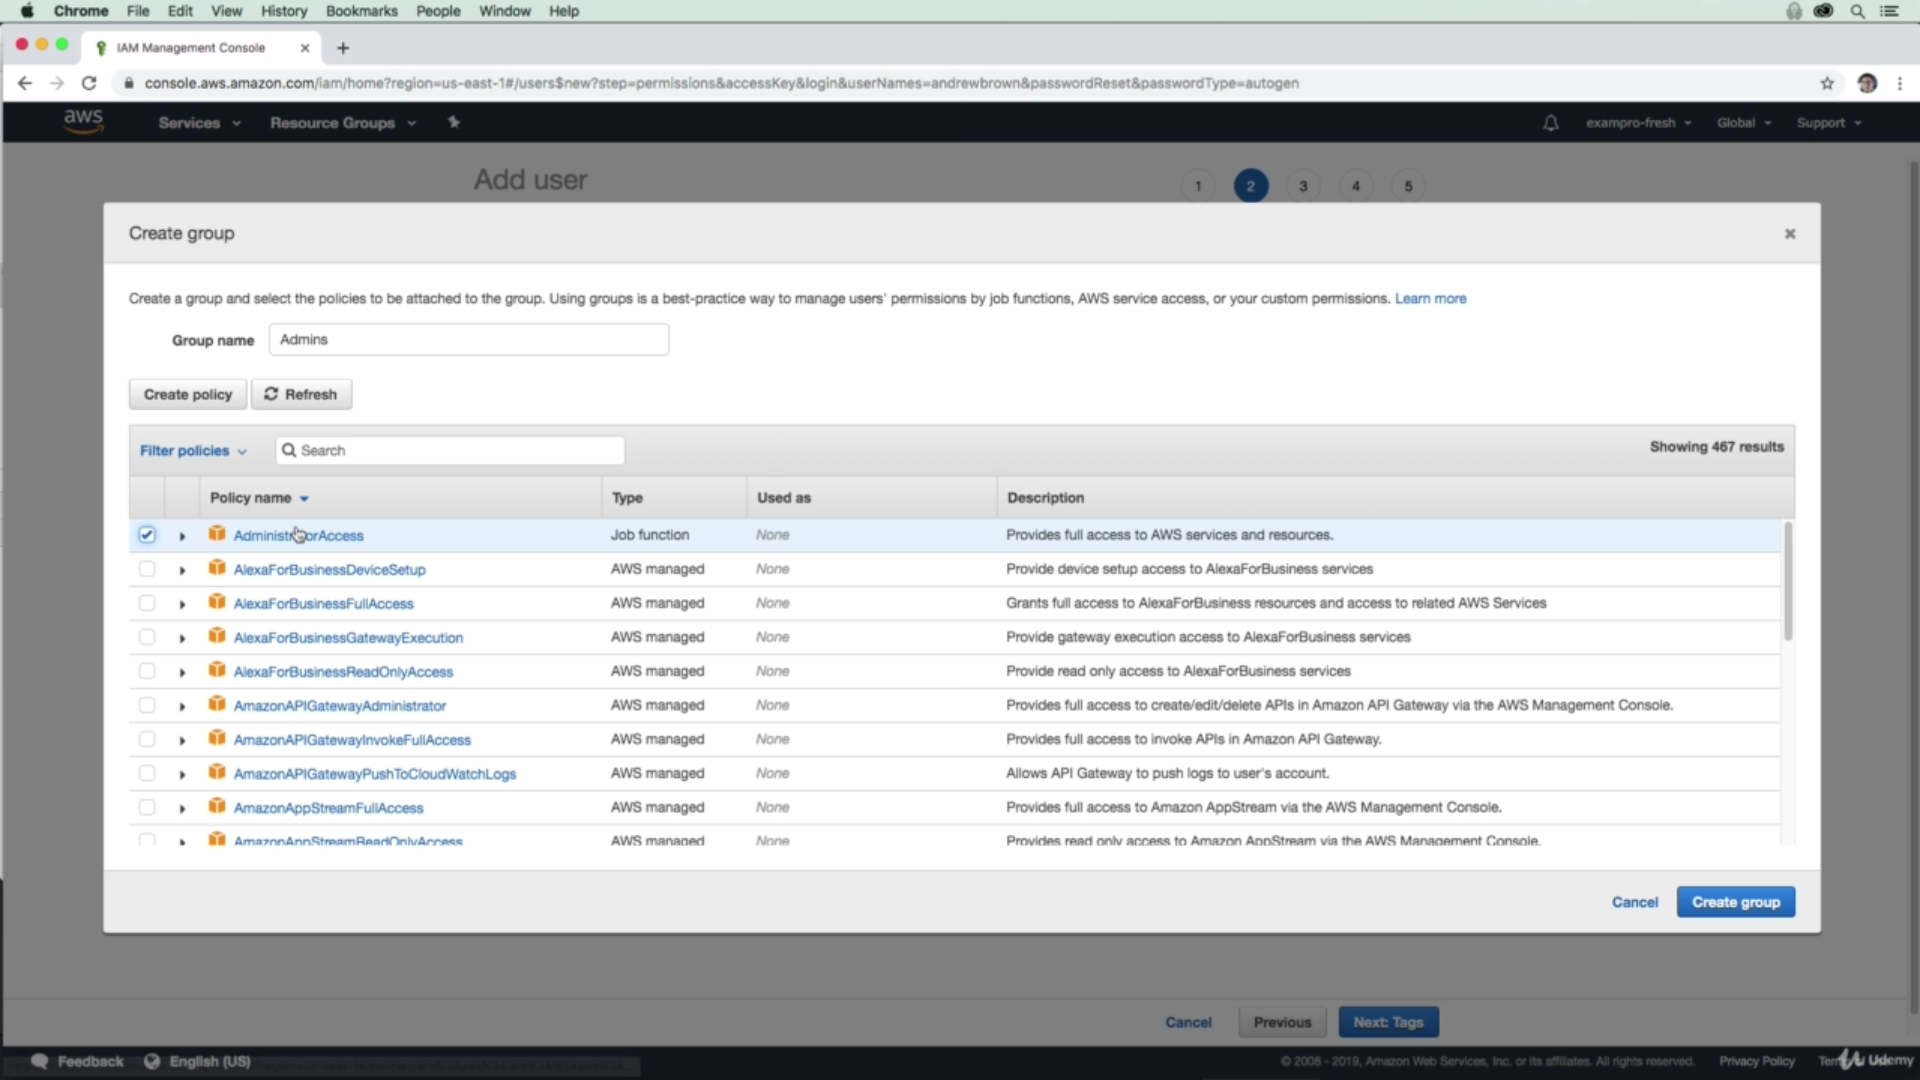 Chrome File Edit View History Bookmarks People Window Help
IAM Management Console
console.aws.amazon.com/iam/home?region=us-east-1#/users$new?step=permissions&accessKey&login&userNames=andrewbrown&passwordReset&passwordType=autogen
aws Services Resource Groups exampro-fresh Global Support
Add user 1 2 3 4 5
Create group
Create a group and select the policies to be attached to the group. Using groups is a best-practice way to manage users' permissions by job functions, AWS service access, or your custom permissions. Learn more
Group name Admins
Create policy Refresh
Filter policies Search Showing 467 results
Policy name Type Used as Description
AdministratorAccess Job function None Provides full access to AWS services and resources.
AlexaForBusinessDeviceSetup AWS managed None Provide device setup access to AlexaForBusiness services
AlexaForBusinessFullAccess AWS managed None Grants full access to AlexaForBusiness resources and access to related AWS Services
AlexaForBusinessGatewayExecution AWS managed None Provide gateway execution access to AlexaForBusiness services
AlexaForBusinessReadOnlyAccess AWS managed None Provide read only access to AlexaForBusiness services
AmazonAPIGatewayAdministrator AWS managed None Provides full access to create/edit/delete APIs in Amazon API Gateway via the AWS Management Console.
AmazonAPIGatewayInvokeFullAccess AWS managed None Provides full access to invoke APIs in Amazon API Gateway.
AmazonAPIGatewayPushToCloudWatchLogs AWS managed None Allows API Gateway to push logs to user's account.
AmazonAppStreamFullAccess AWS managed None Provides full access to Amazon AppStream via the AWS Management Console.
AmazonAppStreamReadOnlyAccess AWS managed None Provides read only access to Amazon AppStream via the AWS Management Console.
Cancel Create group
Cancel Previous Next: Tags
Feedback English (US) © 2008 - 2019, Amazon Web Services, Inc. or its affiliates. All rights reserved. Privacy Policy Udemy